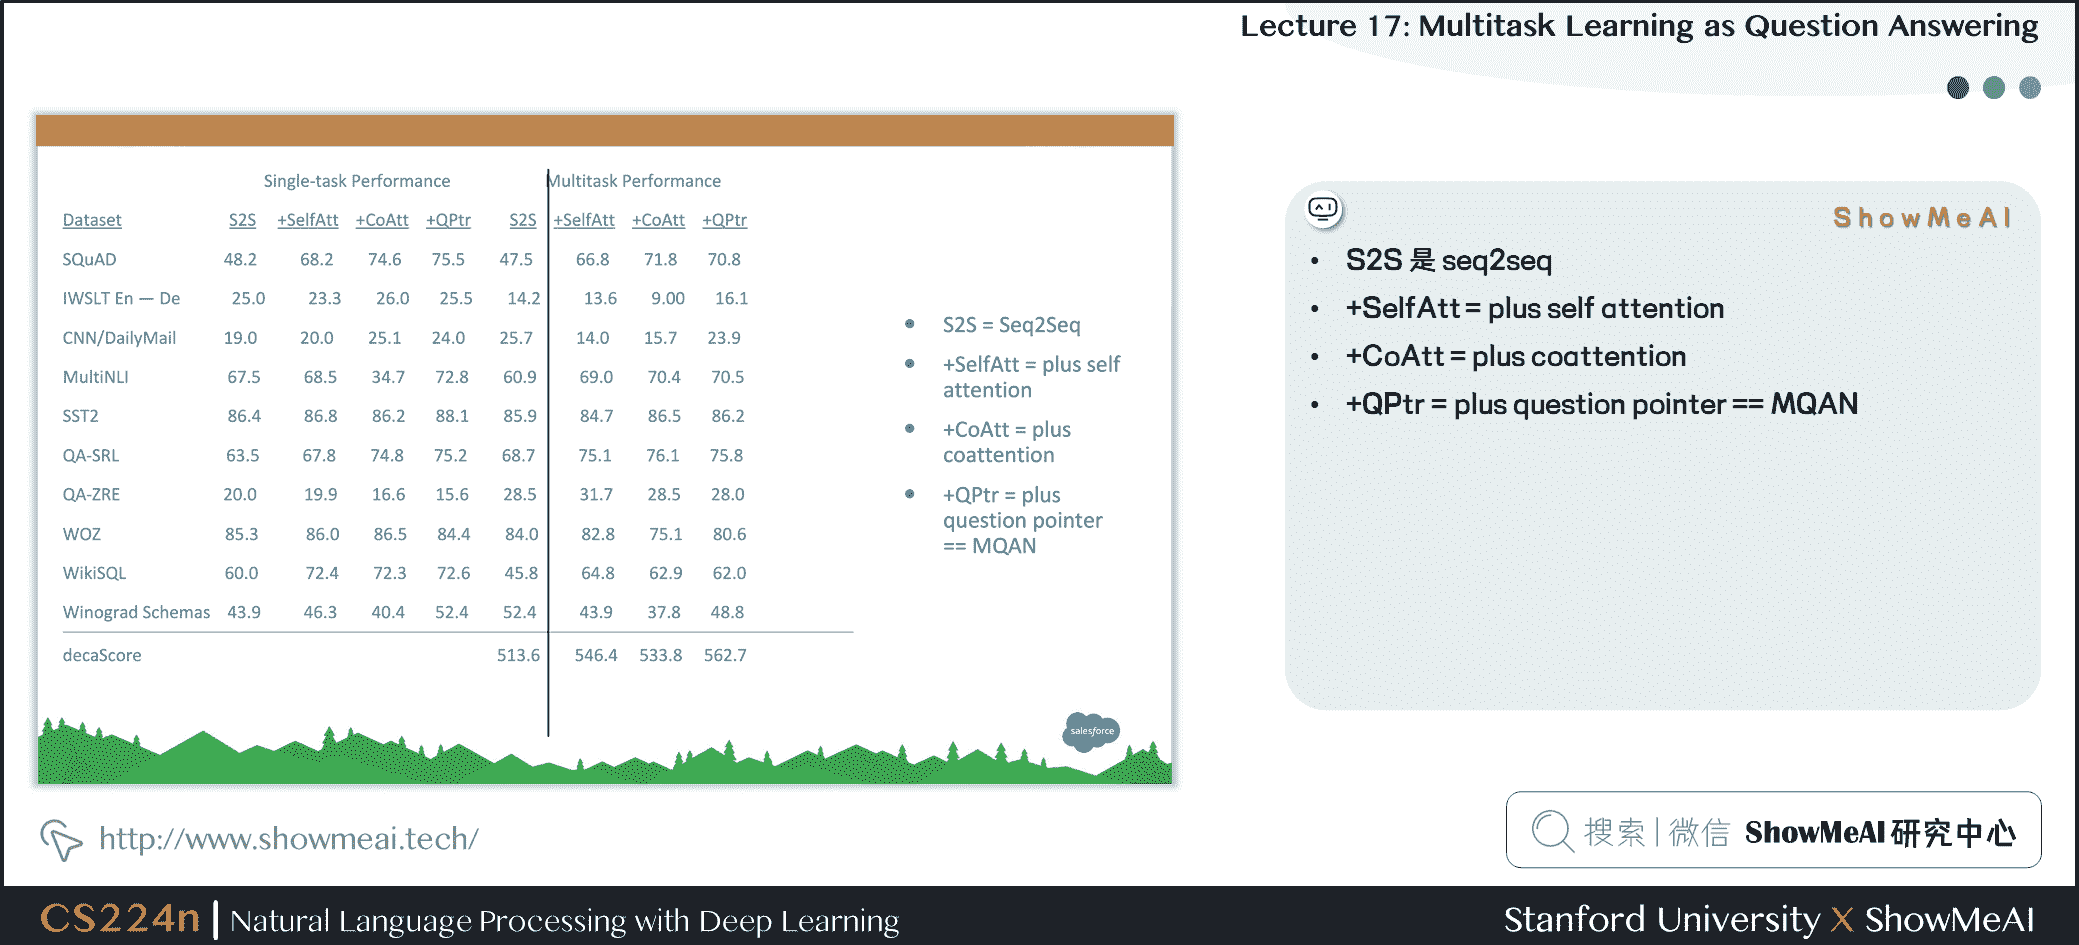 Lecture 17: Multitask Learning as Question Answering
Single-task Performance Multitask Performance
Dataset S2S +SelfAtt +CoAtt +QPtr S2S +SelfAtt +CoAtt +QPtr
SQuAD 48.2 68.2 74.6 75.5 47.5 66.8 71.8 70.8
IWSLT En — De 25.0 23.3 26.0 25.5 14.2 13.6 9.00 16.1
CNN/DailyMail 19.0 20.0 25.1 24.0 25.7 14.0 15.7 23.9
MultiNLI 67.5 68.5 34.7 72.8 60.9 69.0 70.4 70.5
SST2 86.4 86.8 86.2 88.1 85.9 84.7 86.5 86.2
QA-SRL 63.5 67.8 74.8 75.2 68.7 75.1 76.1 75.8
QA-ZRE 20.0 19.9 16.6 15.6 28.5 31.7 28.5 28.0
WOZ 85.3 86.0 86.5 84.4 84.0 82.8 75.1 80.6
WikiSQL 60.0 72.4 72.3 72.6 45.8 64.8 62.9 62.0
Winograd Schemas 43.9 46.3 40.4 52.4 52.4 43.9 37.8 48.8
decaScore 513.6 546.4 533.8 562.7
• S2S = Seq2Seq
• +SelfAtt = plus self
attention
• +CoAtt = plus
coattention
• +QPtr = plus
question pointer
== MQAN
salesforce
ShowMeAI
• S2S 是 seq2seq
• +SelfAtt = plus self attention
• +CoAtt = plus coattention
• +QPtr = plus question pointer == MQAN
http://www.showmeai.tech/
搜索 | 微信 ShowMeAI 研究中心
CS224n | Natural Language Processing with Deep Learning
Stanford University X ShowMeAI